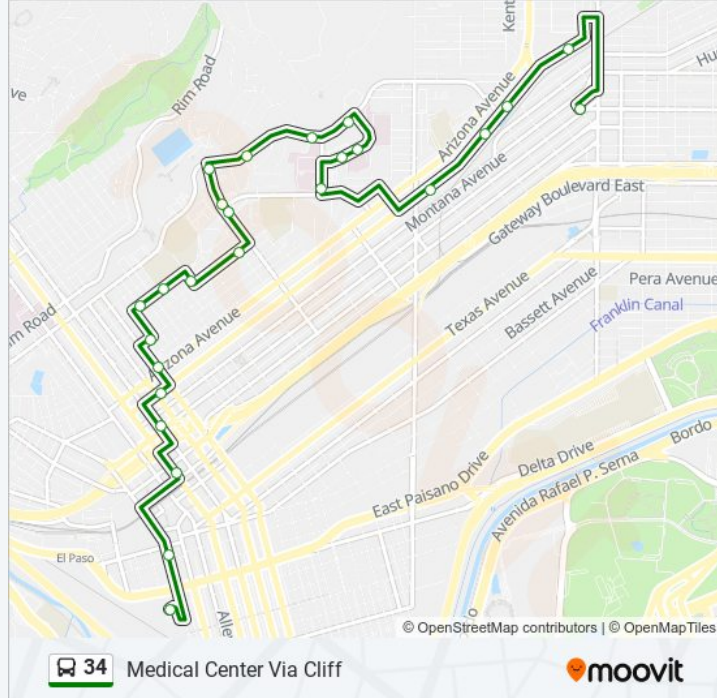 Kent
Hu
ve
Rim Road
Arizona Avenue
Montana Avenue
Gateway Boulevard East
Texas Avenue
Bassett Avenue
Pera Avenue
Franklin Canal
im Road
Arizona Avenue
Delta Drive
Bordo
East Paisano Drive
Avenida Rafael P. Serna
El Paso
Alle
io
© OpenStreetMap contributors | © OpenMapTiles
34 Medical Center Via Cliff
moovit